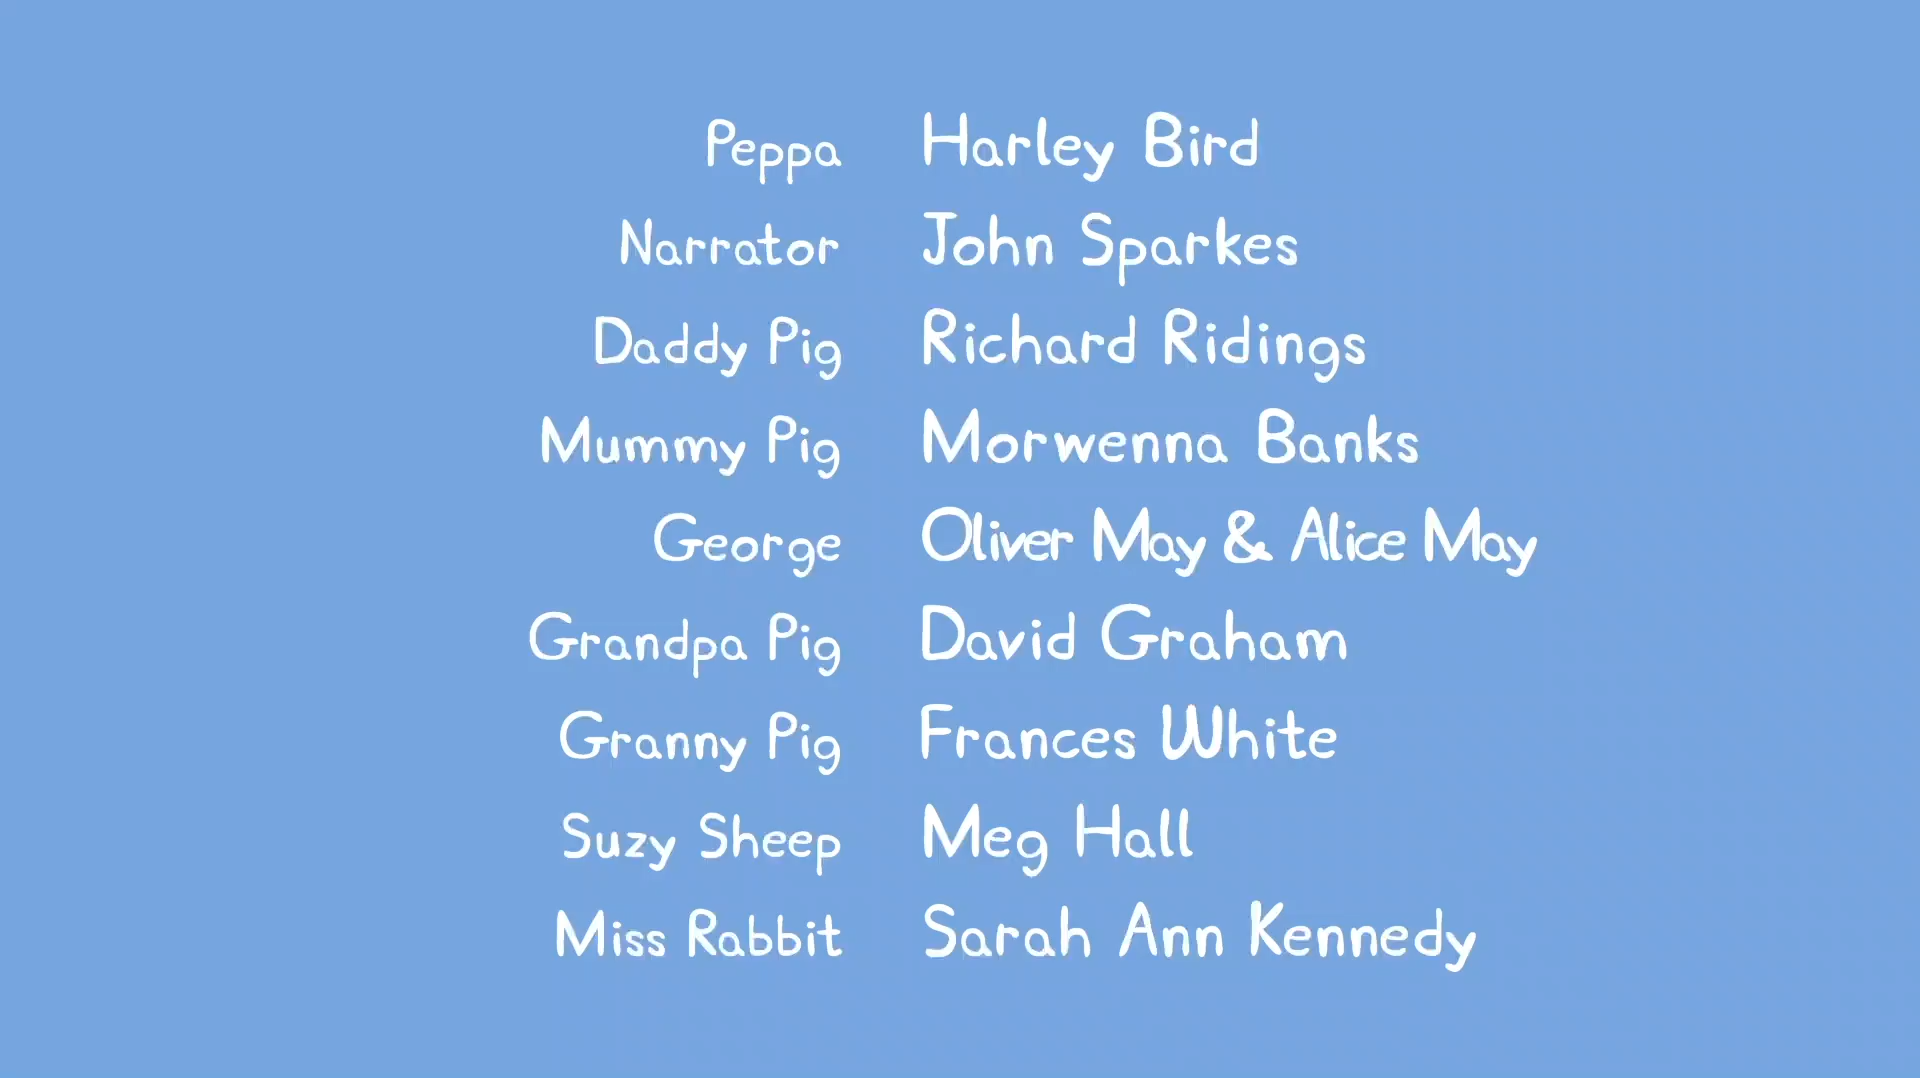 Peppa Harley Bird
Narrator John Sparkes
Daddy Pig Richard Ridings
Mummy Pig Morwenna Banks
George Oliver May & Alice May
Grandpa Pig David Graham
Granny Pig Frances White
Suzy Sheep Meg Hall
Miss Rabbit Sarah Ann Kennedy